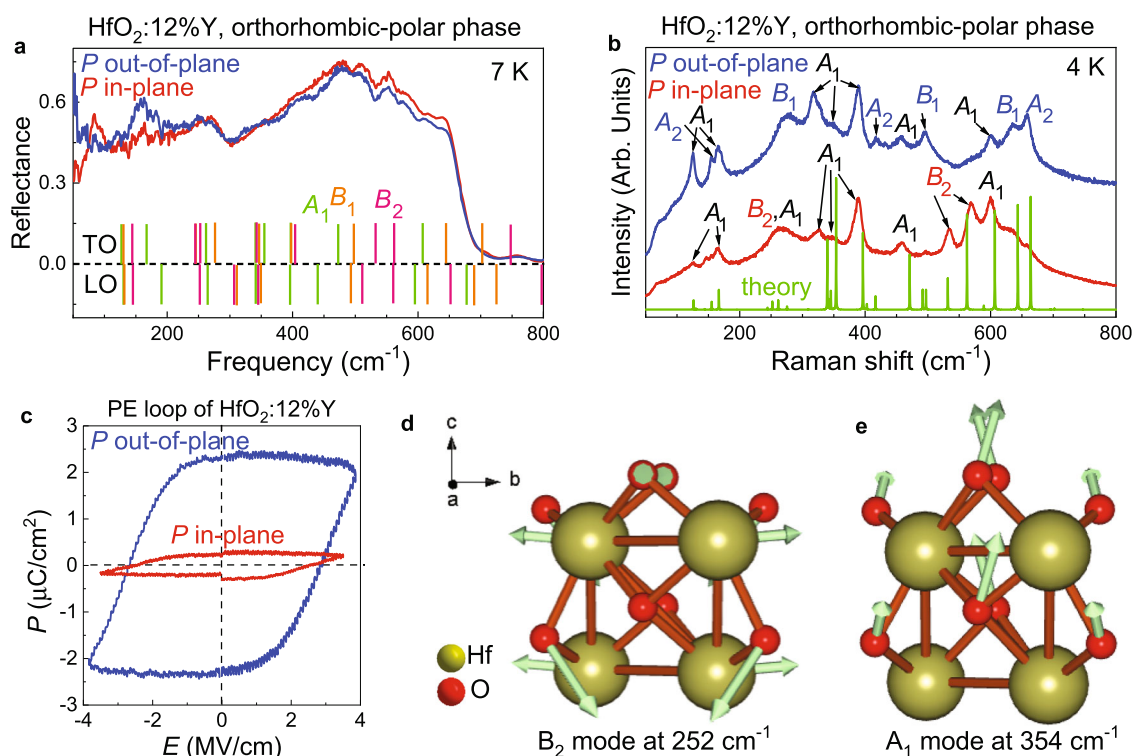 a
HfO2:12%Y, orthorhombic-polar phase
P out-of-plane
P in-plane
7 K
Reflectance
0.6
0.3
0.0
A1
B1
B2
TO
LO
200
400
600
800
Frequency (cm-1)
b
HfO2:12%Y, orthorhombic-polar phase
P out-of-plane
P in-plane
4 K
Intensity (Arb. Units)
A1
B1
A2
A1
A2
A1
B1
A1
B1
A2
A1
A1
B2,A1
A1
B2
A1
theory
200
400
600
800
Raman shift (cm-1)
c
PE loop of HfO2:12%Y
P out-of-plane
P in-plane
P (μC/cm2)
3
2
1
0
-1
-2
-3
-4
-2
0
2
4
E (MV/cm)
d
c
b
a
Hf
O
B2 mode at 252 cm-1
e
A1 mode at 354 cm-1